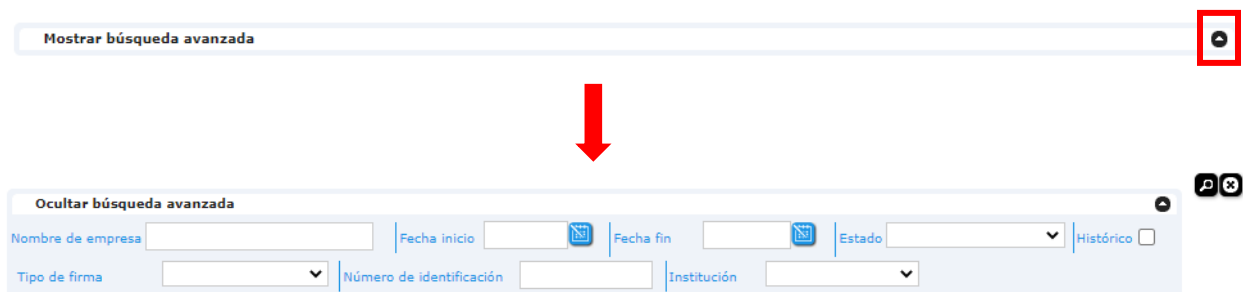 Mostrar búsqueda avanzada
Ocultar búsqueda avanzada
Nombre de empresa Fecha inicio Fecha fin Estado Histórico
Tipo de firma Número de identificación Institución